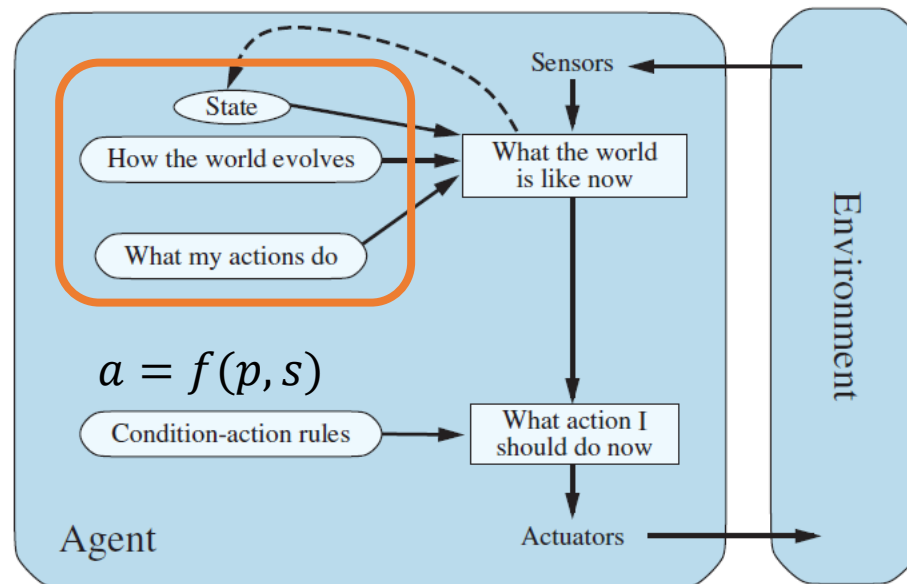 Sensors
State
How the world evolves
What the world
is like now
What my actions do
a = f(p, s)
Condition-action rules
What action I
should do now
Agent
Actuators
Environment